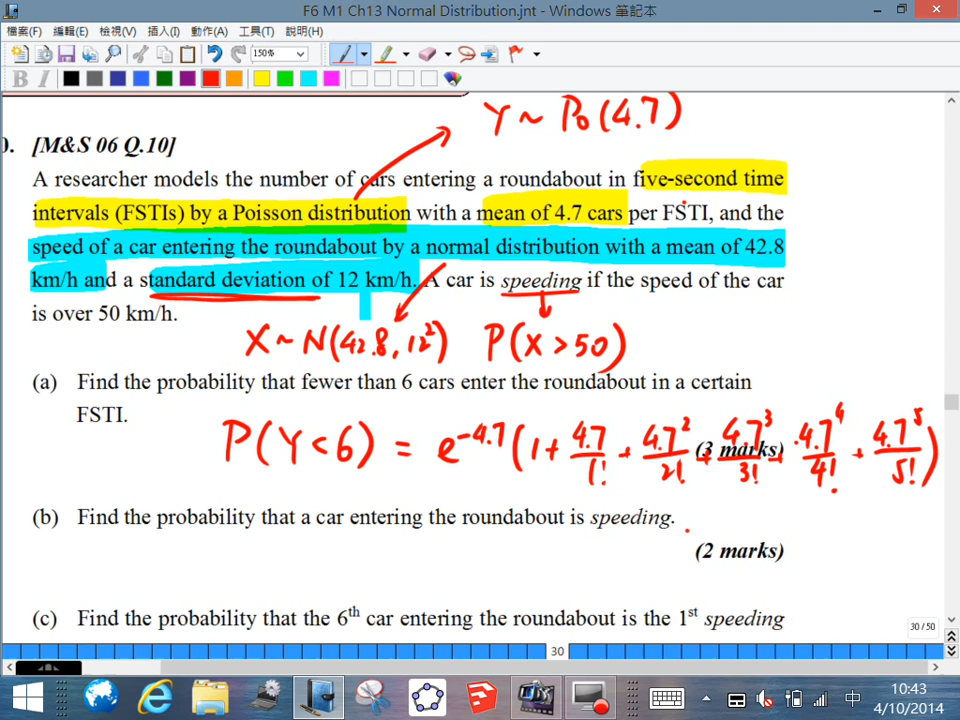 F6 M1 Ch13 Normal Distribution.jnt - Windows 筆記本
檔案(F) 編輯(E) 檢視(V) 插入(I) 動作(A) 工具(T) 說明(H)
150%
B I
Y ~ Po(4.7)
0. [M&S 06 Q.10]
A researcher models the number of cars entering a roundabout in five-second time
intervals (FSTIs) by a Poisson distribution with a mean of 4.7 cars per FSTI, and the
speed of a car entering the roundabout by a normal distribution with a mean of 42.8
km/h and a standard deviation of 12 km/h. A car is speeding if the speed of the car
is over 50 km/h.
X ~ N(42.8, 12²) P(X > 50)
(a) Find the probability that fewer than 6 cars enter the roundabout in a certain
FSTI.
P(Y < 6) = e^-4.7 (1 + 4.7/1! + 4.7²/2! + 4.7³/3! + 4.7⁴/4! + 4.7⁵/5!)
(3 marks)
(b) Find the probability that a car entering the roundabout is speeding.
(2 marks)
(c) Find the probability that the 6th car entering the roundabout is the 1st speeding
30 / 50
30
中
10:43
4/10/2014